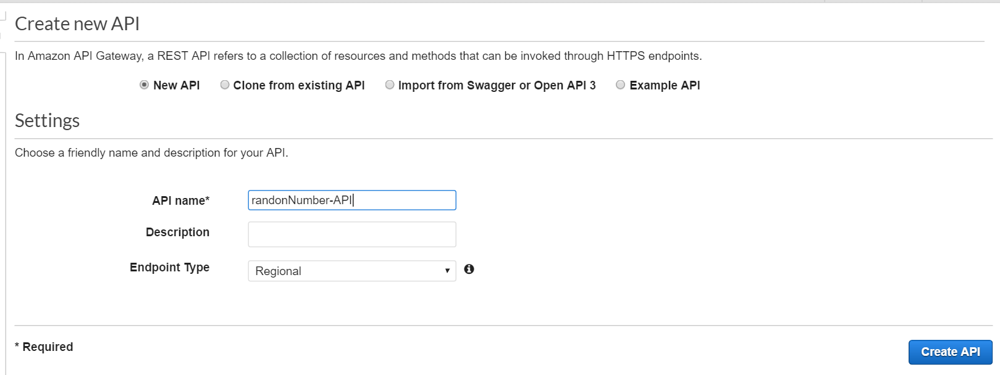 Create new API
In Amazon API Gateway, a REST API refers to a collection of resources and methods that can be invoked through HTTPS endpoints.
New API Clone from existing API Import from Swagger or Open API 3 Example API
Settings
Choose a friendly name and description for your API.
API name* randonNumber-API
Description
Endpoint Type Regional
* Required Create API